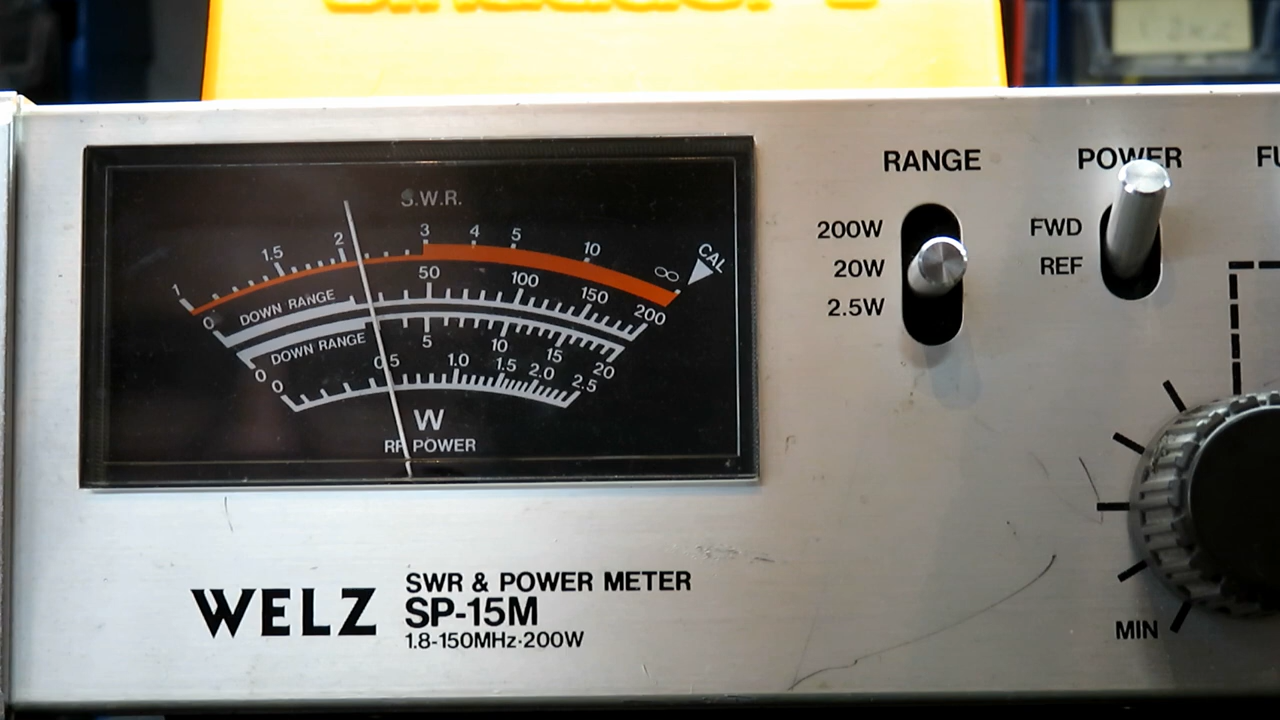 S.W.R.
1 1.5 2 3 4 5 10 ∞ CAL
0 DOWN RANGE 50 100 150 200
0 DOWN RANGE 5 10 15 20
0 0.5 1.0 1.5 2.0 2.5
W
RF POWER
WELZ
SWR & POWER METER
SP-15M
1.8-150MHz·200W
RANGE
200W
20W
2.5W
POWER
FWD
REF
MIN